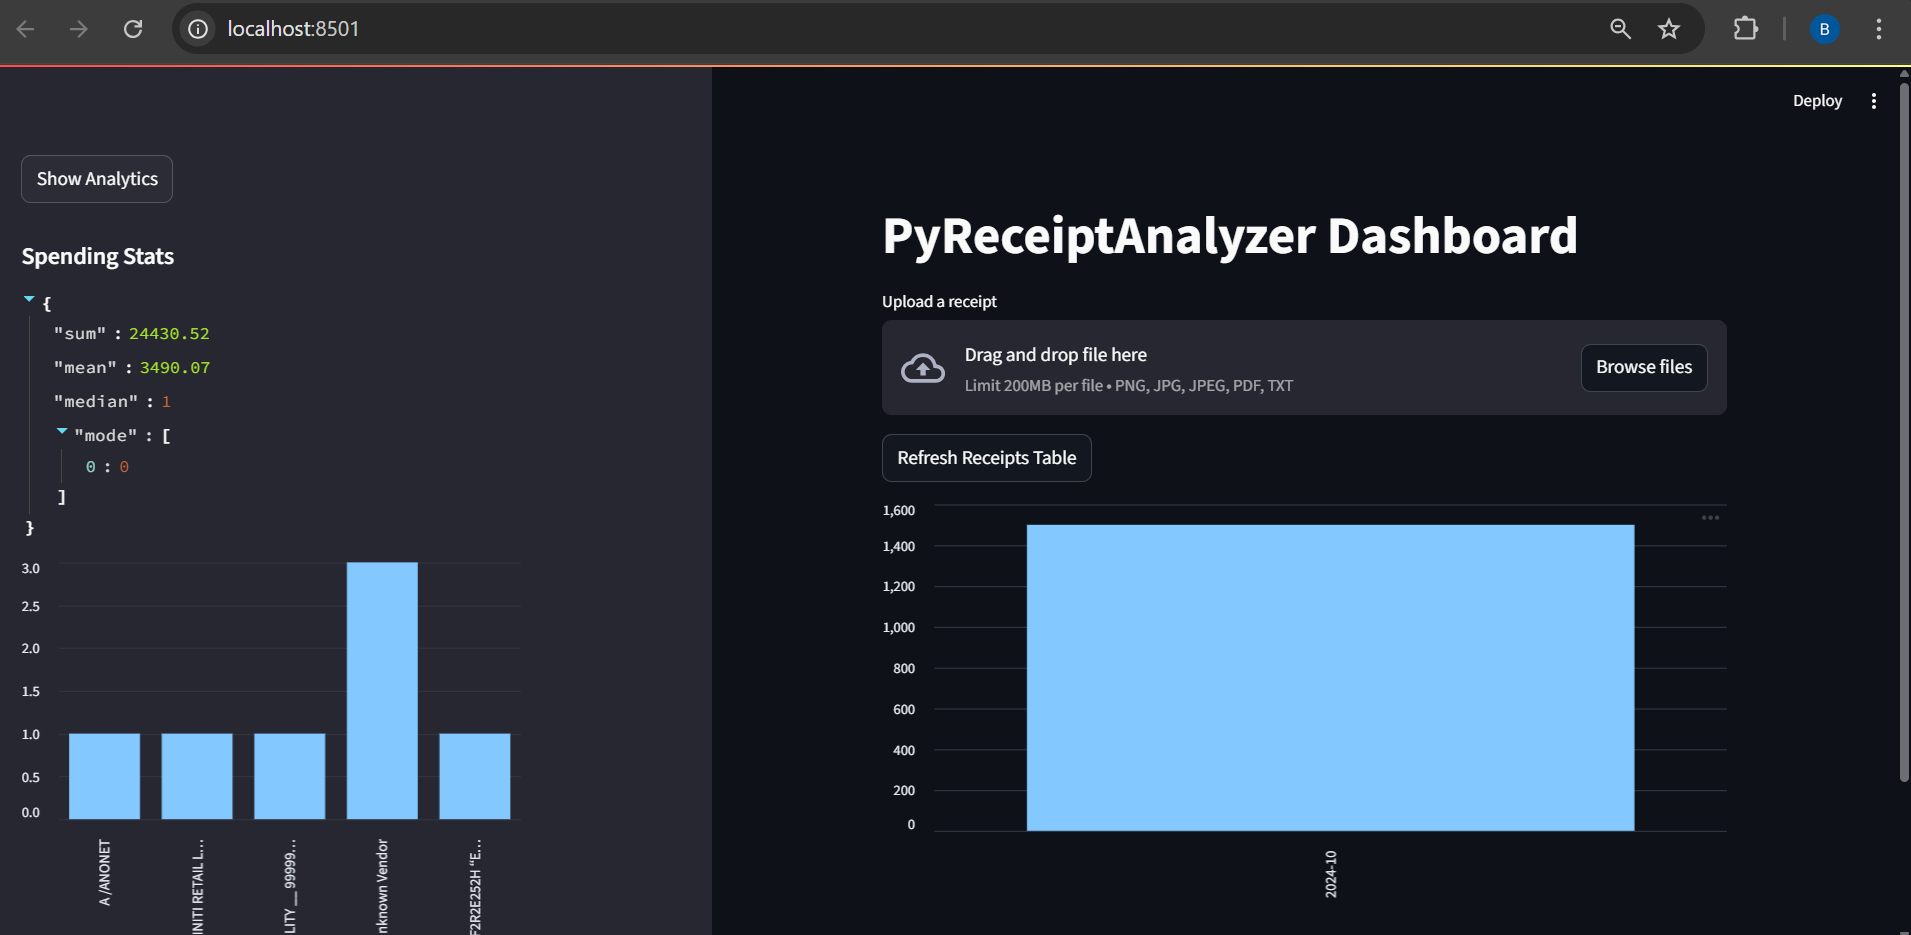 localhost:8501
B
Deploy
Show Analytics
Spending Stats
{
"sum" : 24430.52
"mean" : 3490.07
"median" : 1
"mode" : [
0 : 0
]
}
3.0
2.5
2.0
1.5
1.0
0.5
0.0
A /ANONET
INITI RETAIL L...
LITY __ 99999...
nknown Vendor
F2R2E252H “E...
PyReceiptAnalyzer Dashboard
Upload a receipt
Drag and drop file here
Limit 200MB per file • PNG, JPG, JPEG, PDF, TXT
Browse files
Refresh Receipts Table
1,600
1,400
1,200
1,000
800
600
400
200
0
2024-10